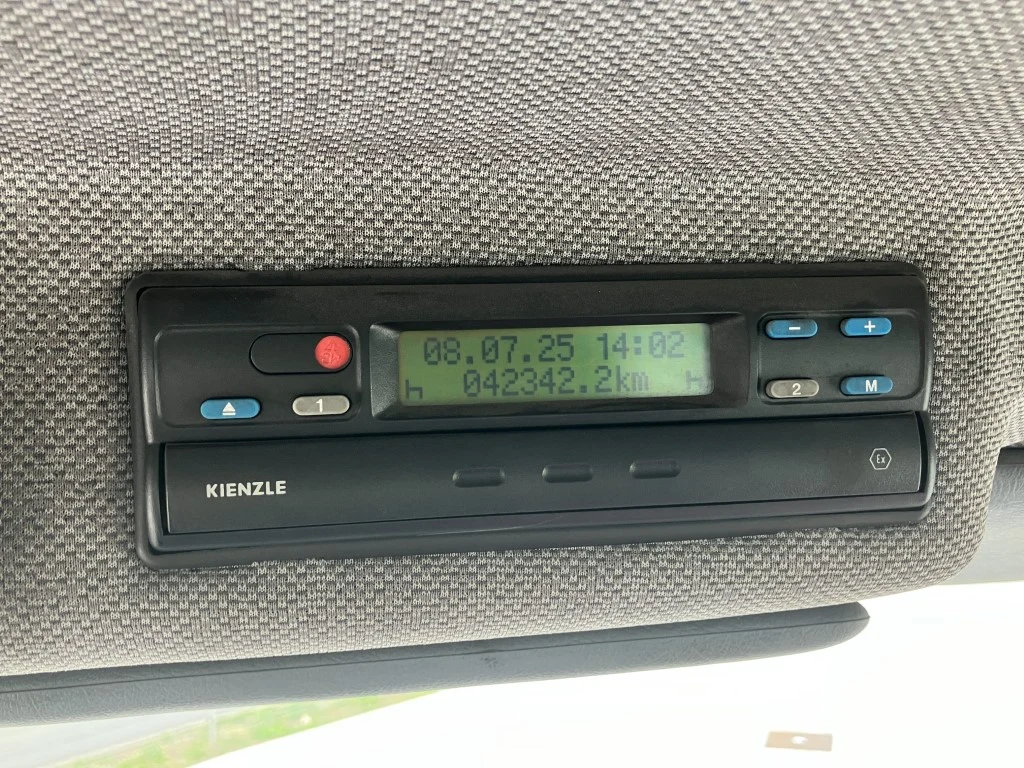 08.07.25 14:02
042342.2km
1
− +
2 M
KIENZLE
Ex